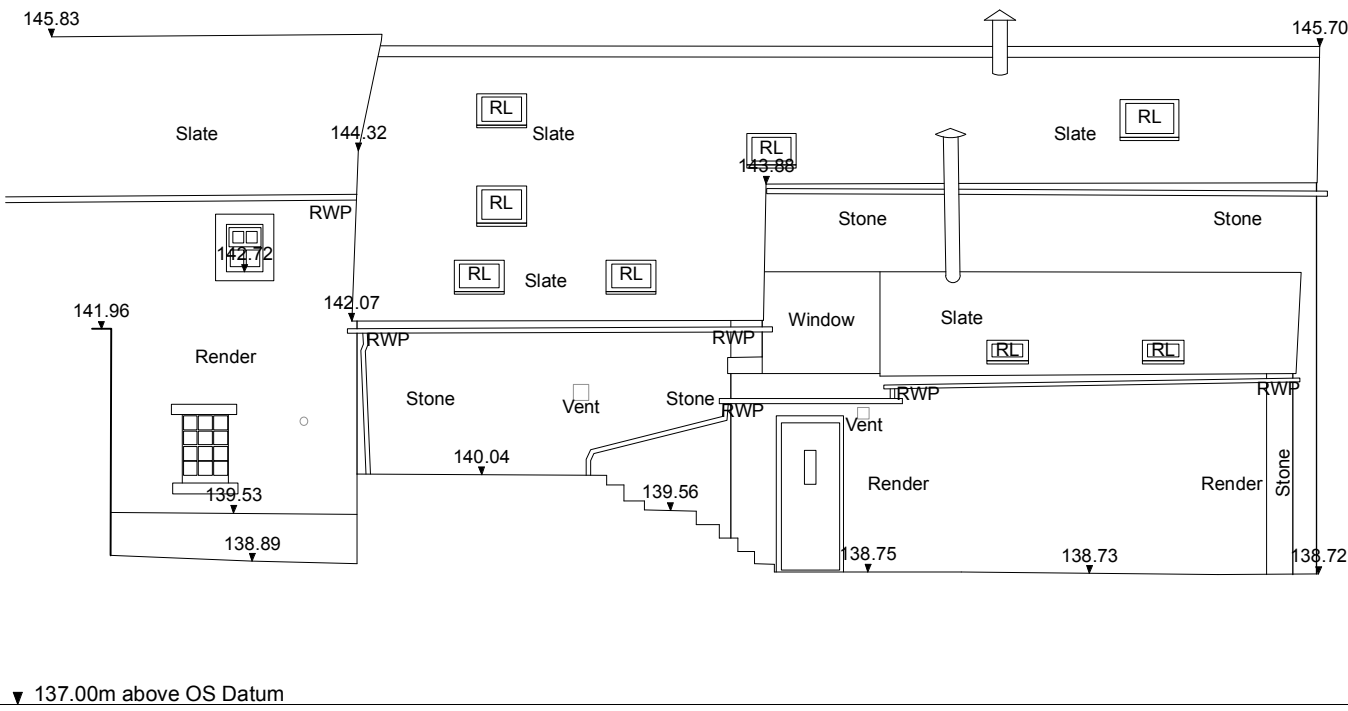 145.83
145.70
RL
RL
Slate
144.32
Slate
RL
Slate
143.88
RL
RWP
Stone
Stone
142.72
RL
RL
Slate
142.07
141.96
Window
Slate
RWP
RWP
Render
RL
RL
RWP
RWP
Stone
Vent
Stone
RWP
Vent
140.04
Stone
Render
Render
139.53
139.56
138.89
138.75
138.73
138.72
137.00m above OS Datum